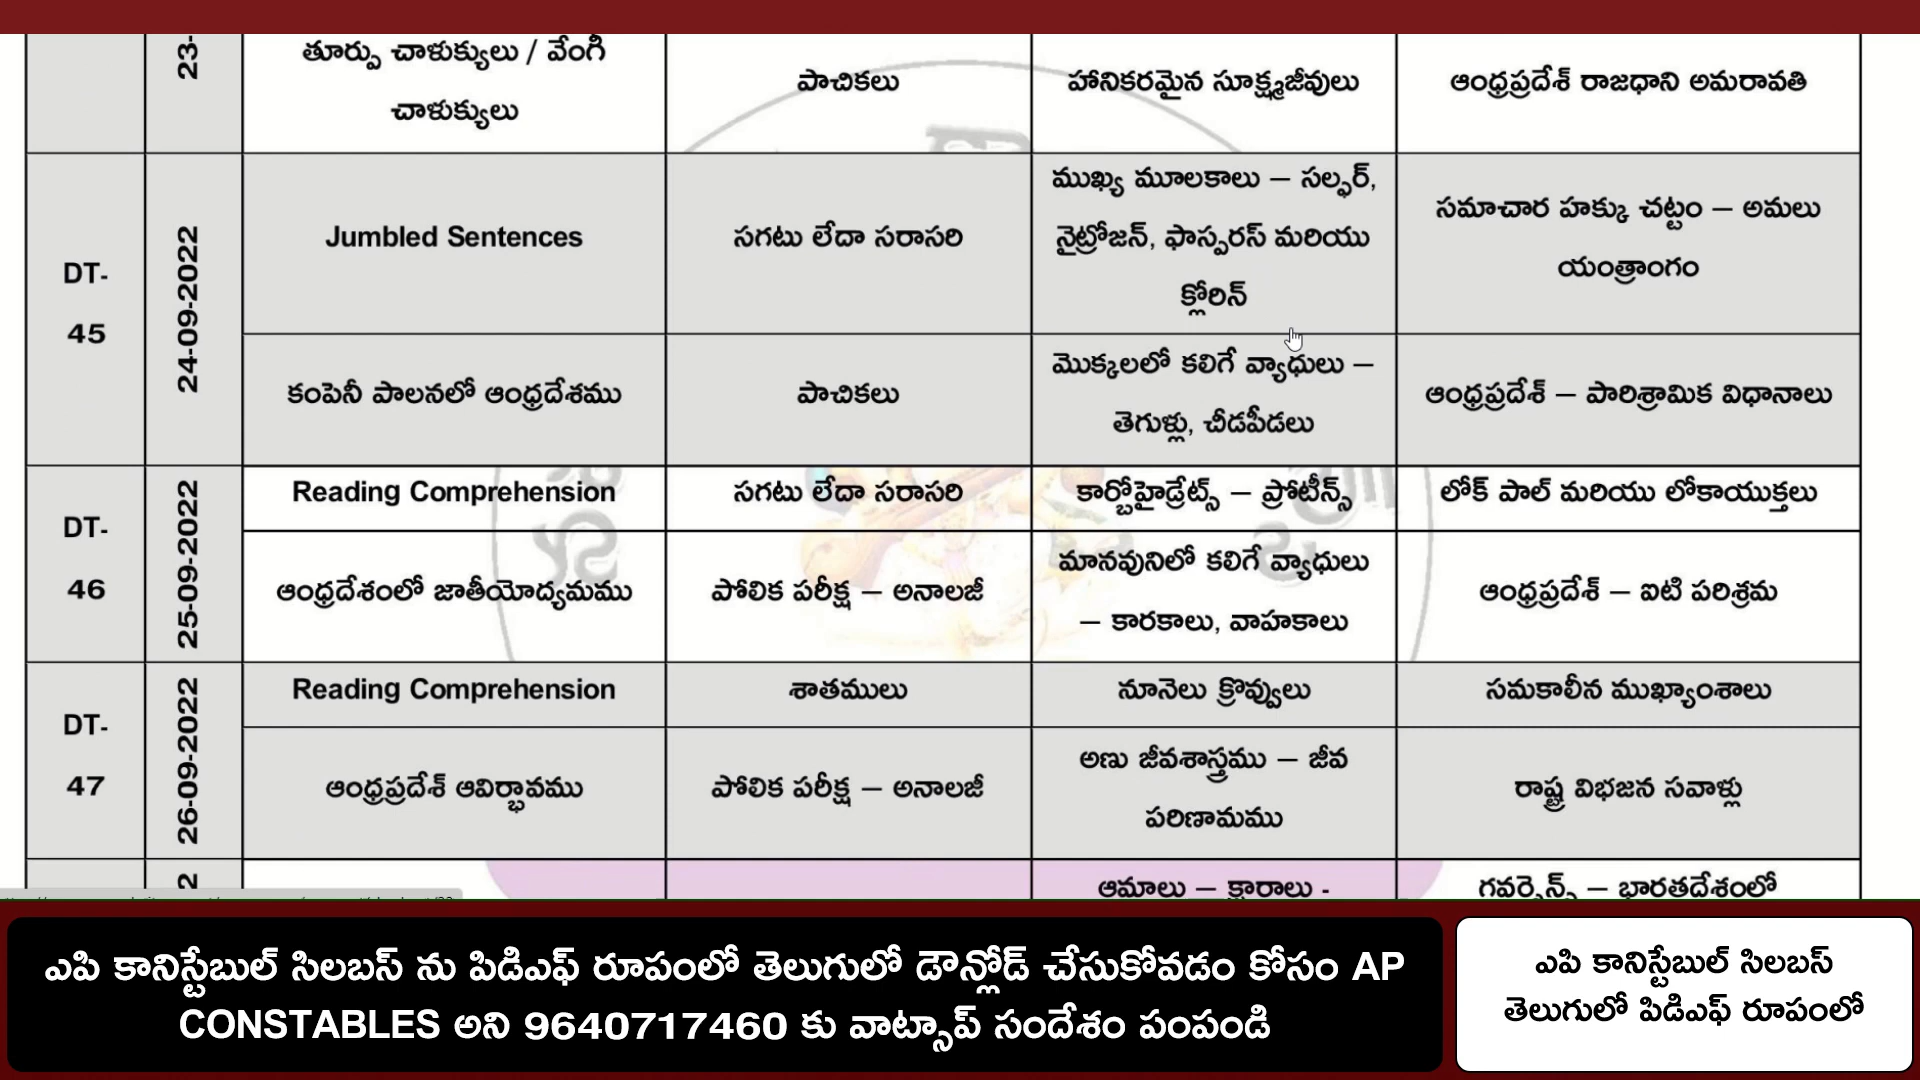 23-
తూర్పు చాళుక్యులు / వేంగీ
చాళుక్యులు
పాచికలు
హానికరమైన సూక్ష్మజీవులు
ఆంధ్రప్రదేశ్ రాజధాని అమరావతి
DT-
45
24-09-2022
Jumbled Sentences
సగటు లేదా సరాసరి
ముఖ్య మూలకాలు – సల్ఫర్,
నైట్రోజన్, ఫాస్ఫరస్ మరియు
క్లోరిన్
సమాచార హక్కు చట్టం – అమలు
యంత్రాంగం
కంపెనీ పాలనలో ఆంధ్రదేశము
పాచికలు
మొక్కలలో కలిగే వ్యాధులు –
తెగుళ్లు, చీడపీడలు
ఆంధ్రప్రదేశ్ – పారిశ్రామిక విధానాలు
DT-
46
25-09-2022
Reading Comprehension
సగటు లేదా సరాసరి
కార్బోహైడ్రేట్స్ – ప్రోటీన్స్
లోక్ పాల్ మరియు లోకాయుక్తలు
ఆంధ్రదేశంలో జాతీయోద్యమము
పోలిక పరీక్ష – అనాలజీ
మానవునిలో కలిగే వ్యాధులు
– కారకాలు, వాహకాలు
ఆంధ్రప్రదేశ్ – ఐటి పరిశ్రమ
DT-
47
26-09-2022
Reading Comprehension
శాతములు
నూనెలు క్రొవ్వులు
సమకాలీన ముఖ్యాంశాలు
ఆంధ్రప్రదేశ్ ఆవిర్భావము
పోలిక పరీక్ష – అనాలజీ
అణు జీవశాస్త్రము – జీవ
పరిణామము
రాష్ట్ర విభజన సవాళ్లు
2
ఆమ్లాలు – క్షారాలు -
గవర్నెన్స్ – భారతదేశంలో
ఎపి కానిస్టేబుల్ సిలబస్ ను పిడిఎఫ్ రూపంలో తెలుగులో డౌన్లోడ్ చేసుకోవడం కోసం AP
CONSTABLES అని 9640717460 కు వాట్సాప్ సందేశం పంపండి
ఎపి కానిస్టేబుల్ సిలబస్
తెలుగులో పిడిఎఫ్ రూపంలో